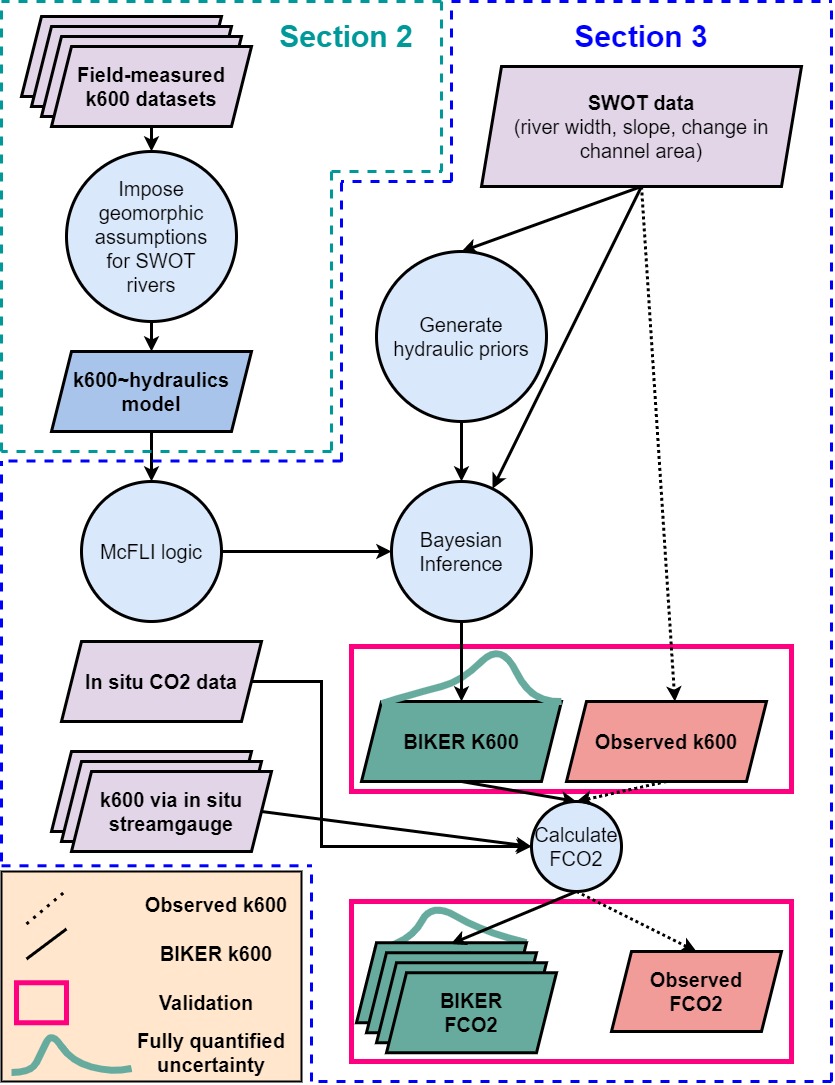 Section 2
Section 3
Field-measured
k600 datasets
SWOT data
(river width, slope, change in
channel area)
Impose
geomorphic
assumptions
for SWOT
rivers
Generate
hydraulic priors
k600~hydraulics
model
McFLI logic
Bayesian
Inference
In situ CO2 data
BIKER K600
Observed k600
k600 via in situ
streamgauge
Calculate
FCO2
Observed k600
BIKER k600
Validation
Fully quantified
uncertainty
BIKER
FCO2
Observed
FCO2